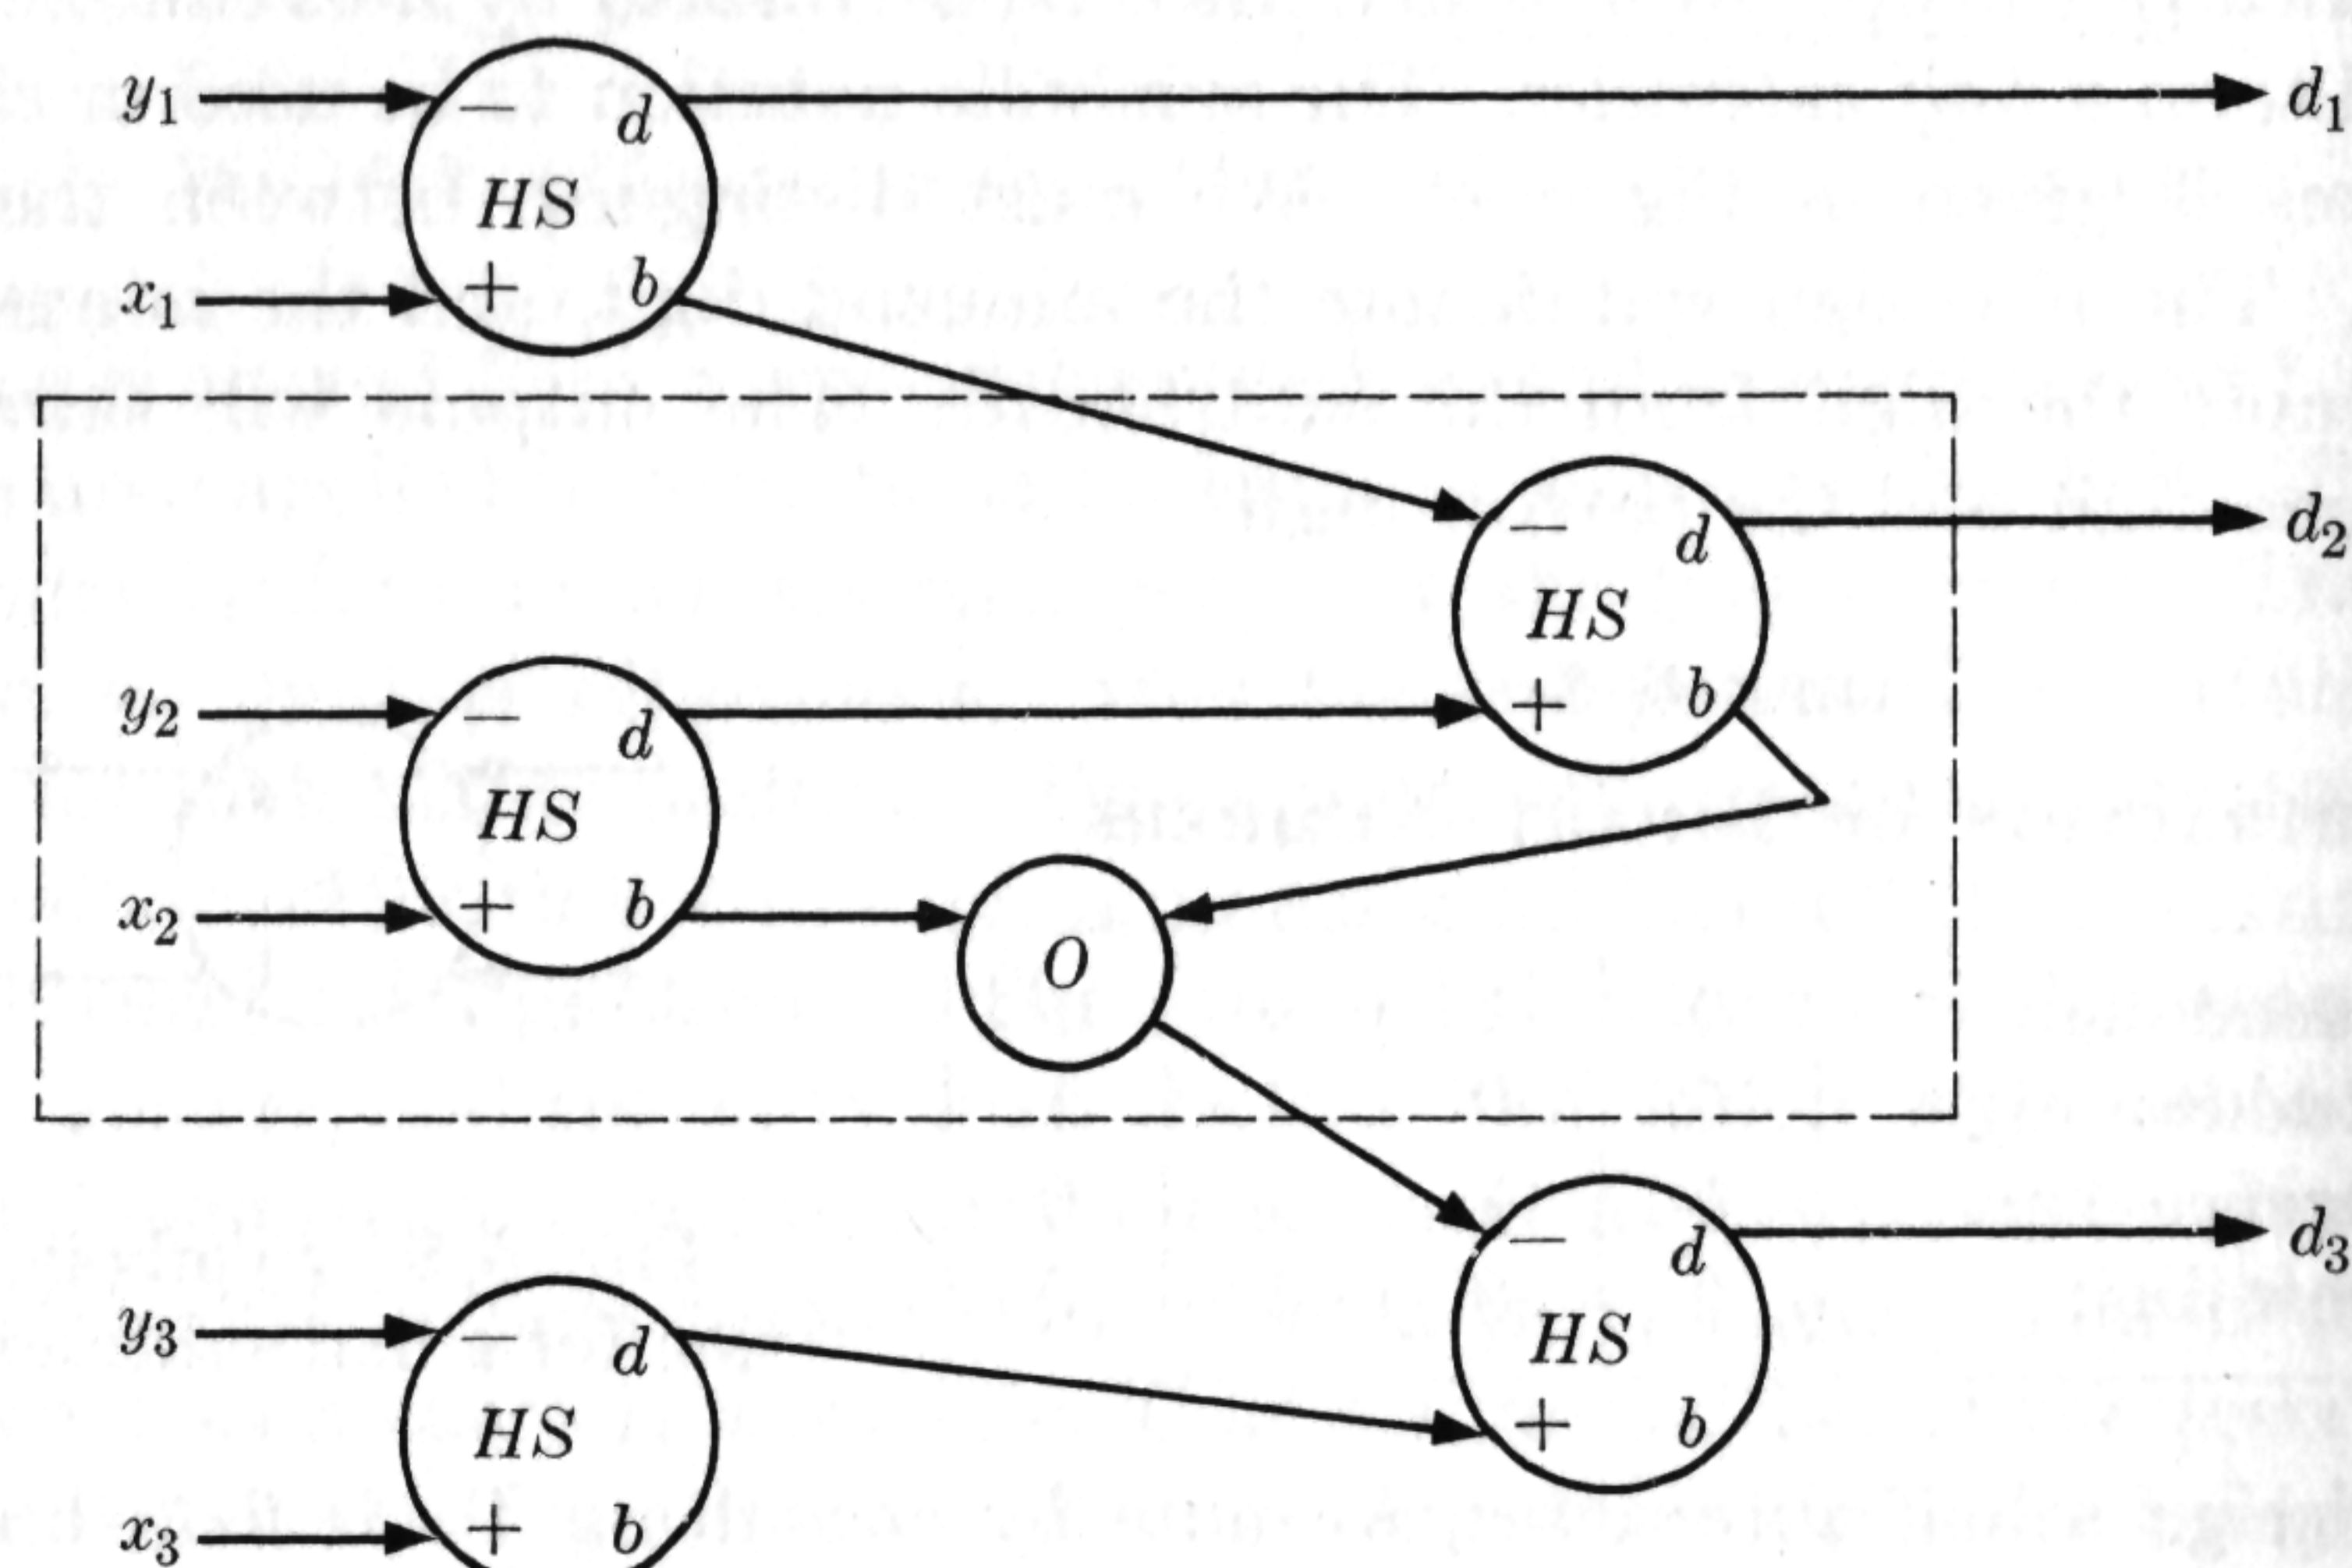 y₁ − d d₁
HS
x₁ + b
− d d₂
HS
y₂ − d + b
HS
x₂ + b
O
− d d₃
y₃ − d HS
HS + b
x₃ + b